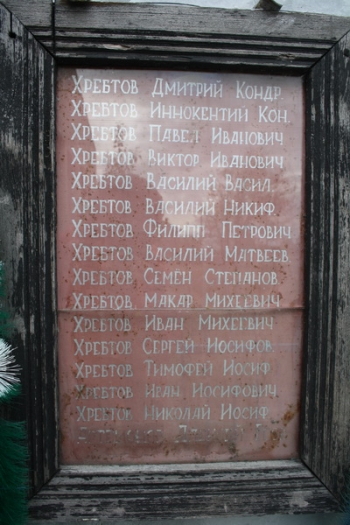 Хребтов Дмитрий Кондр.
Хребтов Иннокентий Кон.
Хребтов Павел Иванович
Хребтов Виктор Иванович
Хребтов Василий Васил.
Хребтов Василий Никиф.
Хребтов Филипп Петрович
Хребтов Василий Матвеев
Хребтов Семён Степанов.
Хребтов Макар Михеевич
Хребтов Иван Михеевич
Хребтов Сергей Иосифов.
Хребтов Тимофей Иосиф.
Хребтов Иван Иосифович
Хребтов Николай Иосиф.